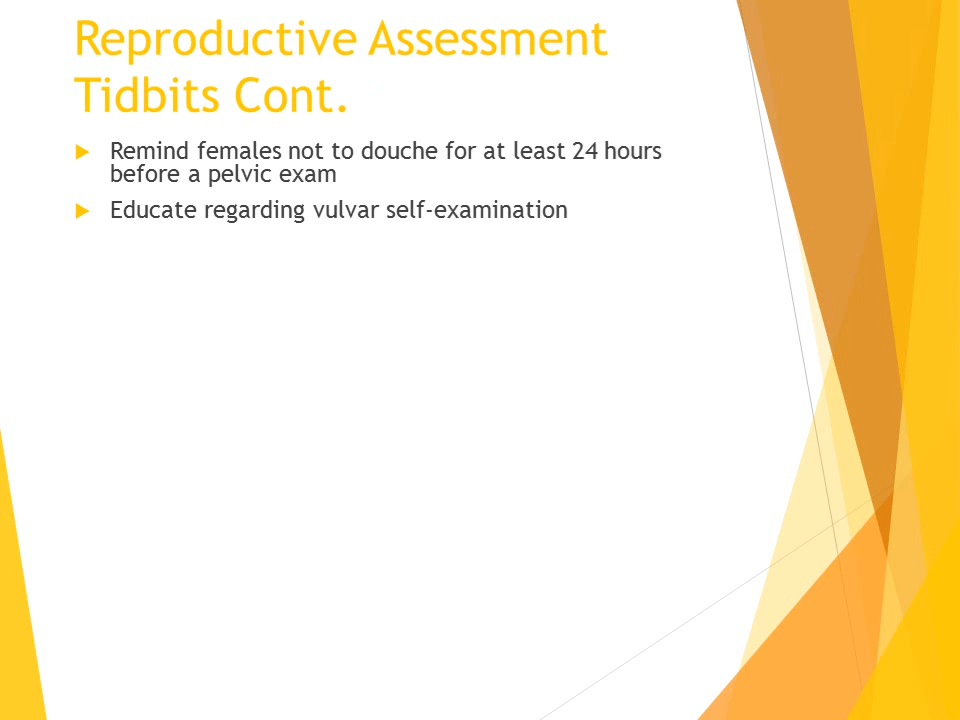 Reproductive Assessment
Tidbits Cont.
Remind females not to douche for at least 24 hours
before a pelvic exam
Educate regarding vulvar self-examination